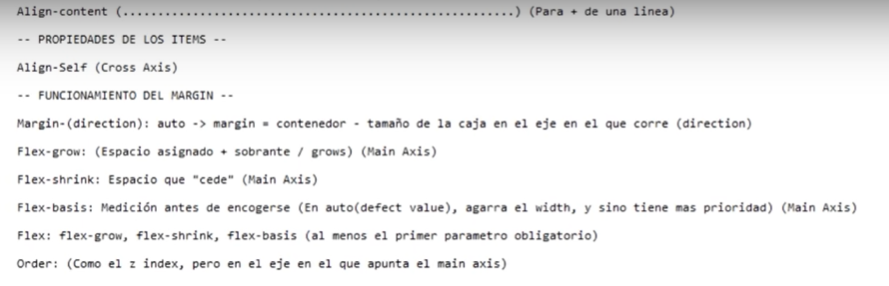 Align-content (........................................................) (Para + de una linea)
-- PROPIEDADES DE LOS ITEMS --
Align-Self (Cross Axis)
-- FUNCIONAMIENTO DEL MARGIN --
Margin-(direction): auto -> margin = contenedor - tamaño de la caja en el eje en el que corre (direction)
Flex-grow: (Espacio asignado + sobrante / grows) (Main Axis)
Flex-shrink: Espacio que "cede" (Main Axis)
Flex-basis: Medición antes de encogerse (En auto(defect value), agarra el width, y sino tiene mas prioridad) (Main Axis)
Flex: flex-grow, flex-shrink, flex-basis (al menos el primer parametro obligatorio)
Order: (Como el z index, pero en el eje en el que apunta el main axis)